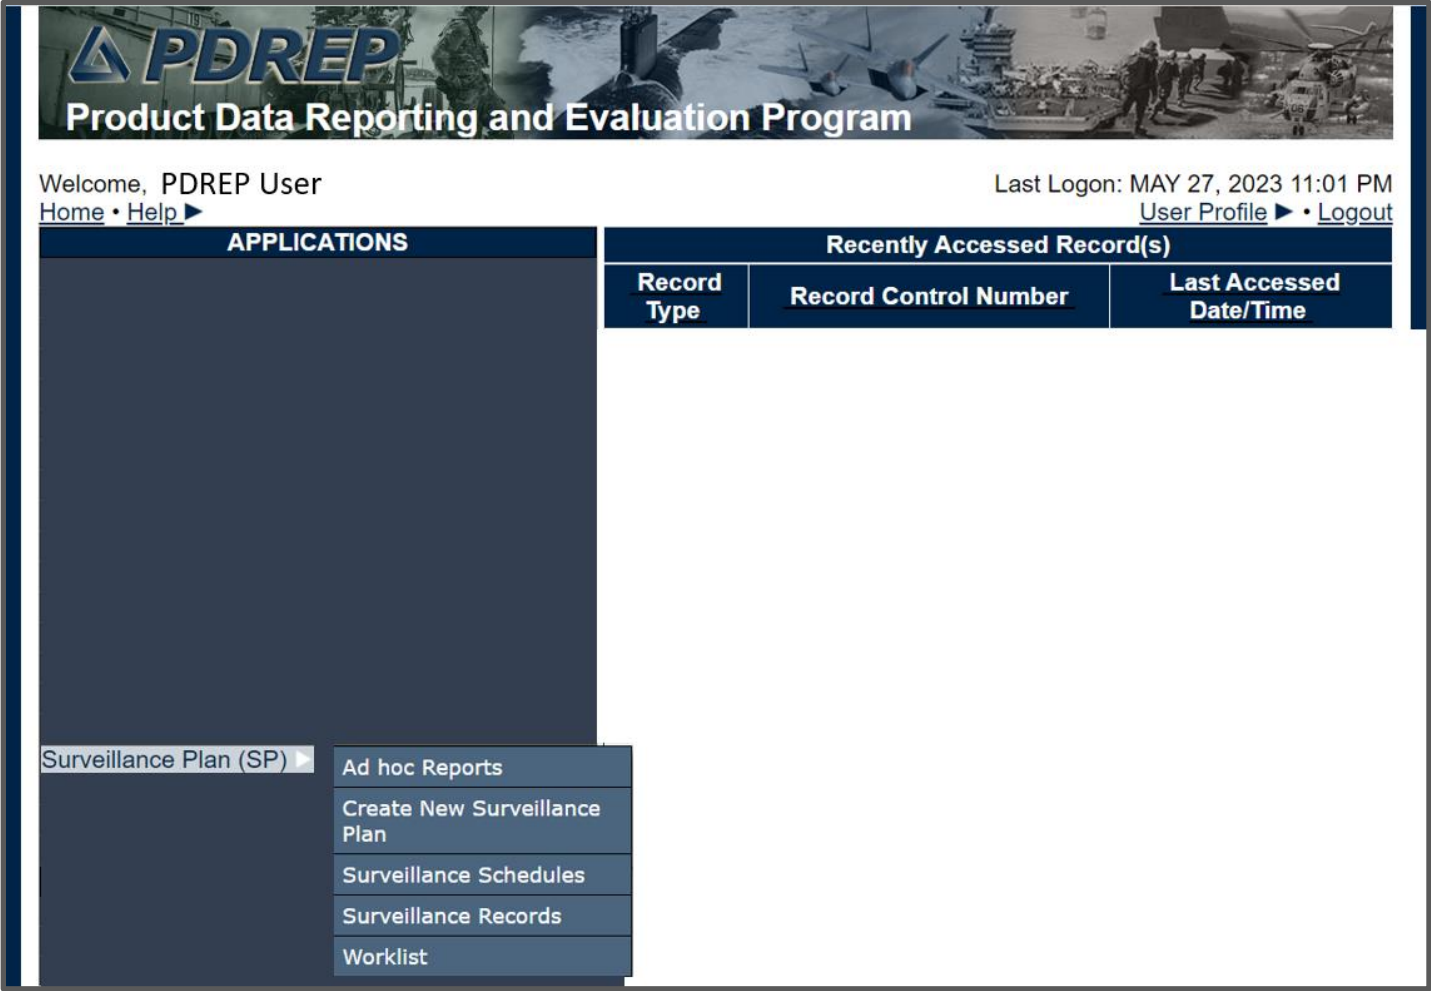 PDREP
Product Data Reporting and Evaluation Program
Welcome, PDREP User
Last Logon: MAY 27, 2023 11:01 PM
Home • Help ▶
User Profile ▶ • Logout
APPLICATIONS
Recently Accessed Record(s)
Record
Type
Record Control Number
Last Accessed
Date/Time
Surveillance Plan (SP)
Ad hoc Reports
Create New Surveillance
Plan
Surveillance Schedules
Surveillance Records
Worklist